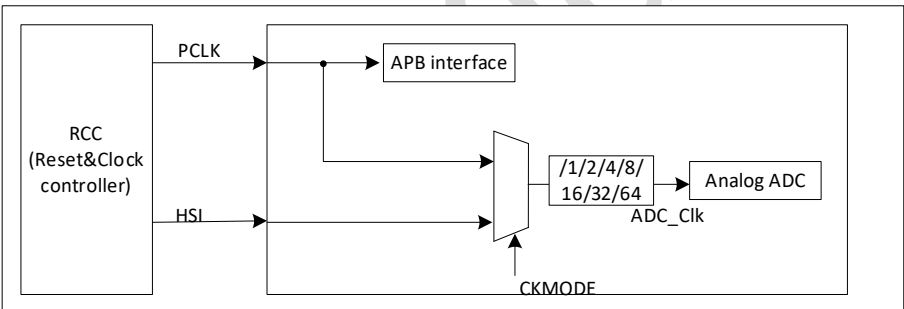 PCLK
APB interface
RCC
(Reset&Clock
controller)
/1/2/4/8/
16/32/64
Analog ADC
HSI
ADC_Clk
CKMODE